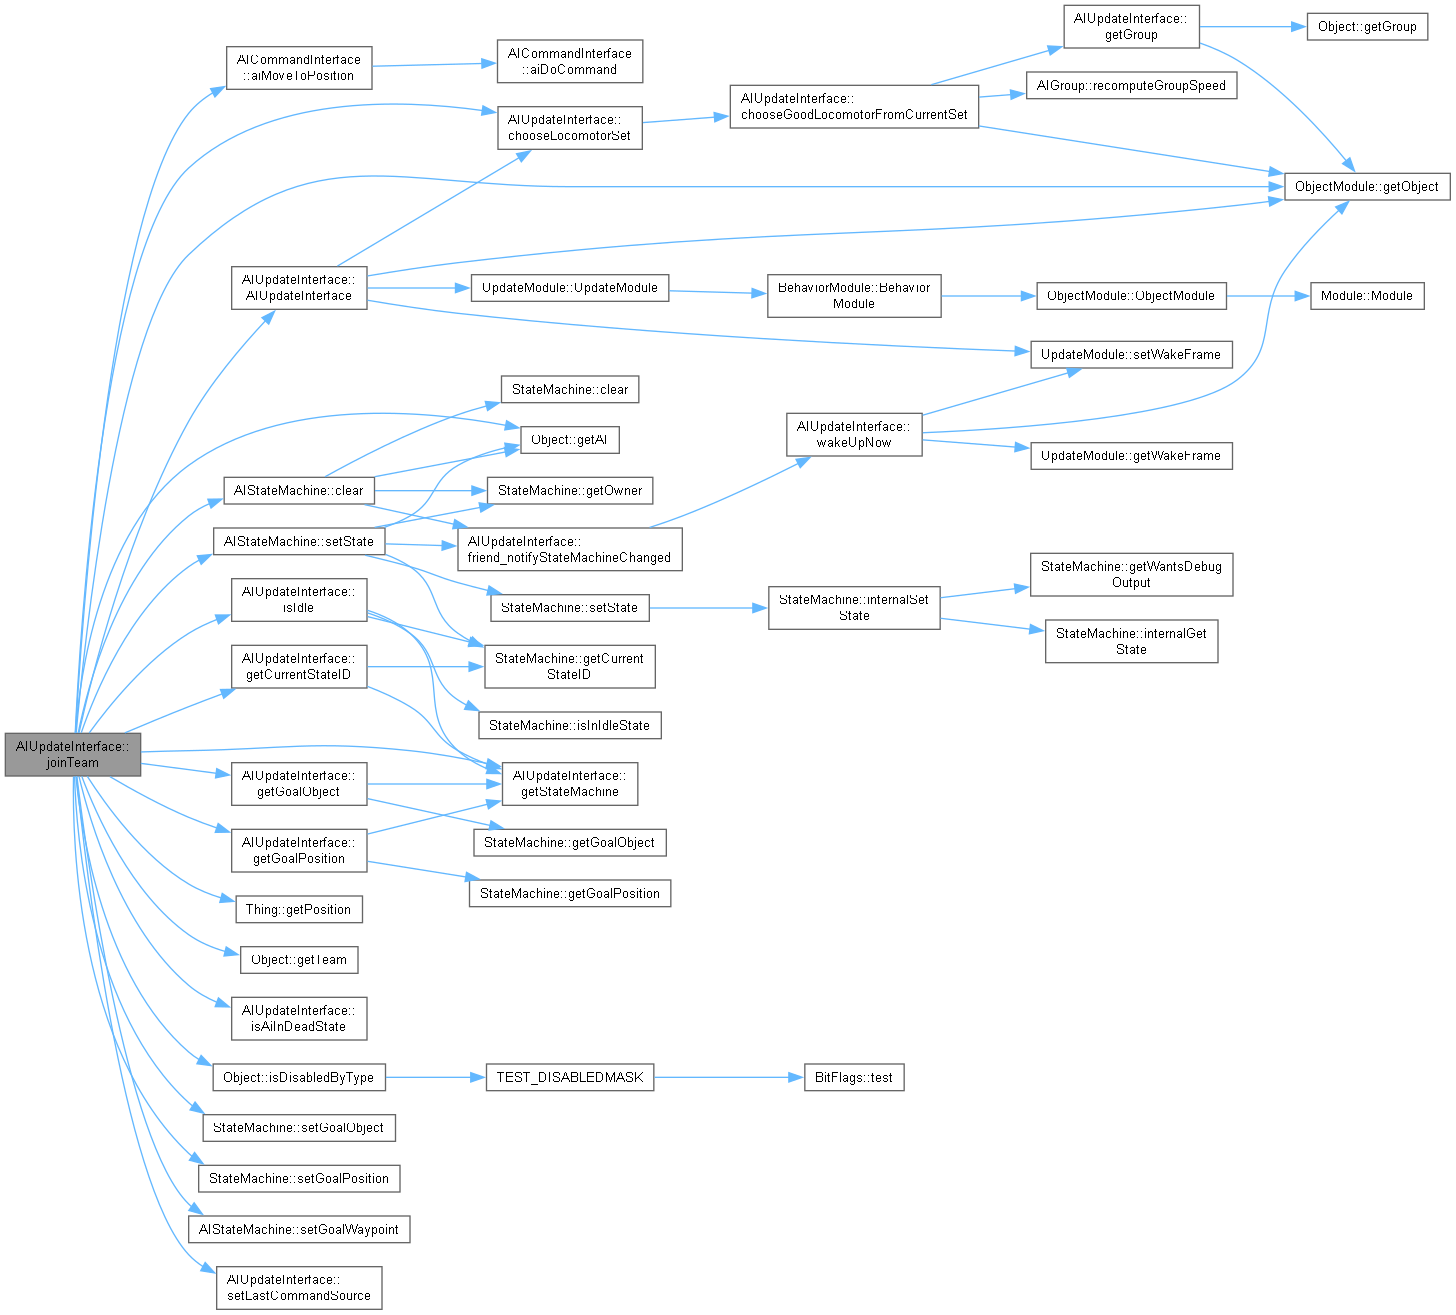 AIUpdateInterface::
joinTeam
AICommandInterface
::aiMoveToPosition
AICommandInterface
::aiDoCommand
AIUpdateInterface::
chooseLocomotorSet
AIUpdateInterface::
chooseGoodLocomotorFromCurrentSet
AIUpdateInterface::
getGroup
Object::getGroup
AIGroup::recomputeGroupSpeed
ObjectModule::getObject
AIUpdateInterface::
AIUpdateInterface
UpdateModule::UpdateModule
BehaviorModule::Behavior
Module
ObjectModule::ObjectModule
Module::Module
UpdateModule::setWakeFrame
StateMachine::clear
Object::getAI
AIStateMachine::clear
StateMachine::getOwner
AIUpdateInterface::
wakeUpNow
UpdateModule::getWakeFrame
AIStateMachine::setState
AIUpdateInterface::
friend_notifyStateMachineChanged
AIUpdateInterface::
isIdle
StateMachine::setState
StateMachine::internalSet
State
StateMachine::getWantsDebug
Output
StateMachine::internalGet
State
AIUpdateInterface::
getCurrentStateID
StateMachine::getCurrent
StateID
StateMachine::isInIdleState
AIUpdateInterface::
getGoalObject
AIUpdateInterface::
getStateMachine
AIUpdateInterface::
getGoalPosition
StateMachine::getGoalObject
StateMachine::getGoalPosition
Thing::getPosition
Object::getTeam
AIUpdateInterface::
isAiInDeadState
Object::isDisabledByType
TEST_DISABLEDMASK
BitFlags::test
StateMachine::setGoalObject
StateMachine::setGoalPosition
AIStateMachine::setGoalWaypoint
AIUpdateInterface::
setLastCommandSource